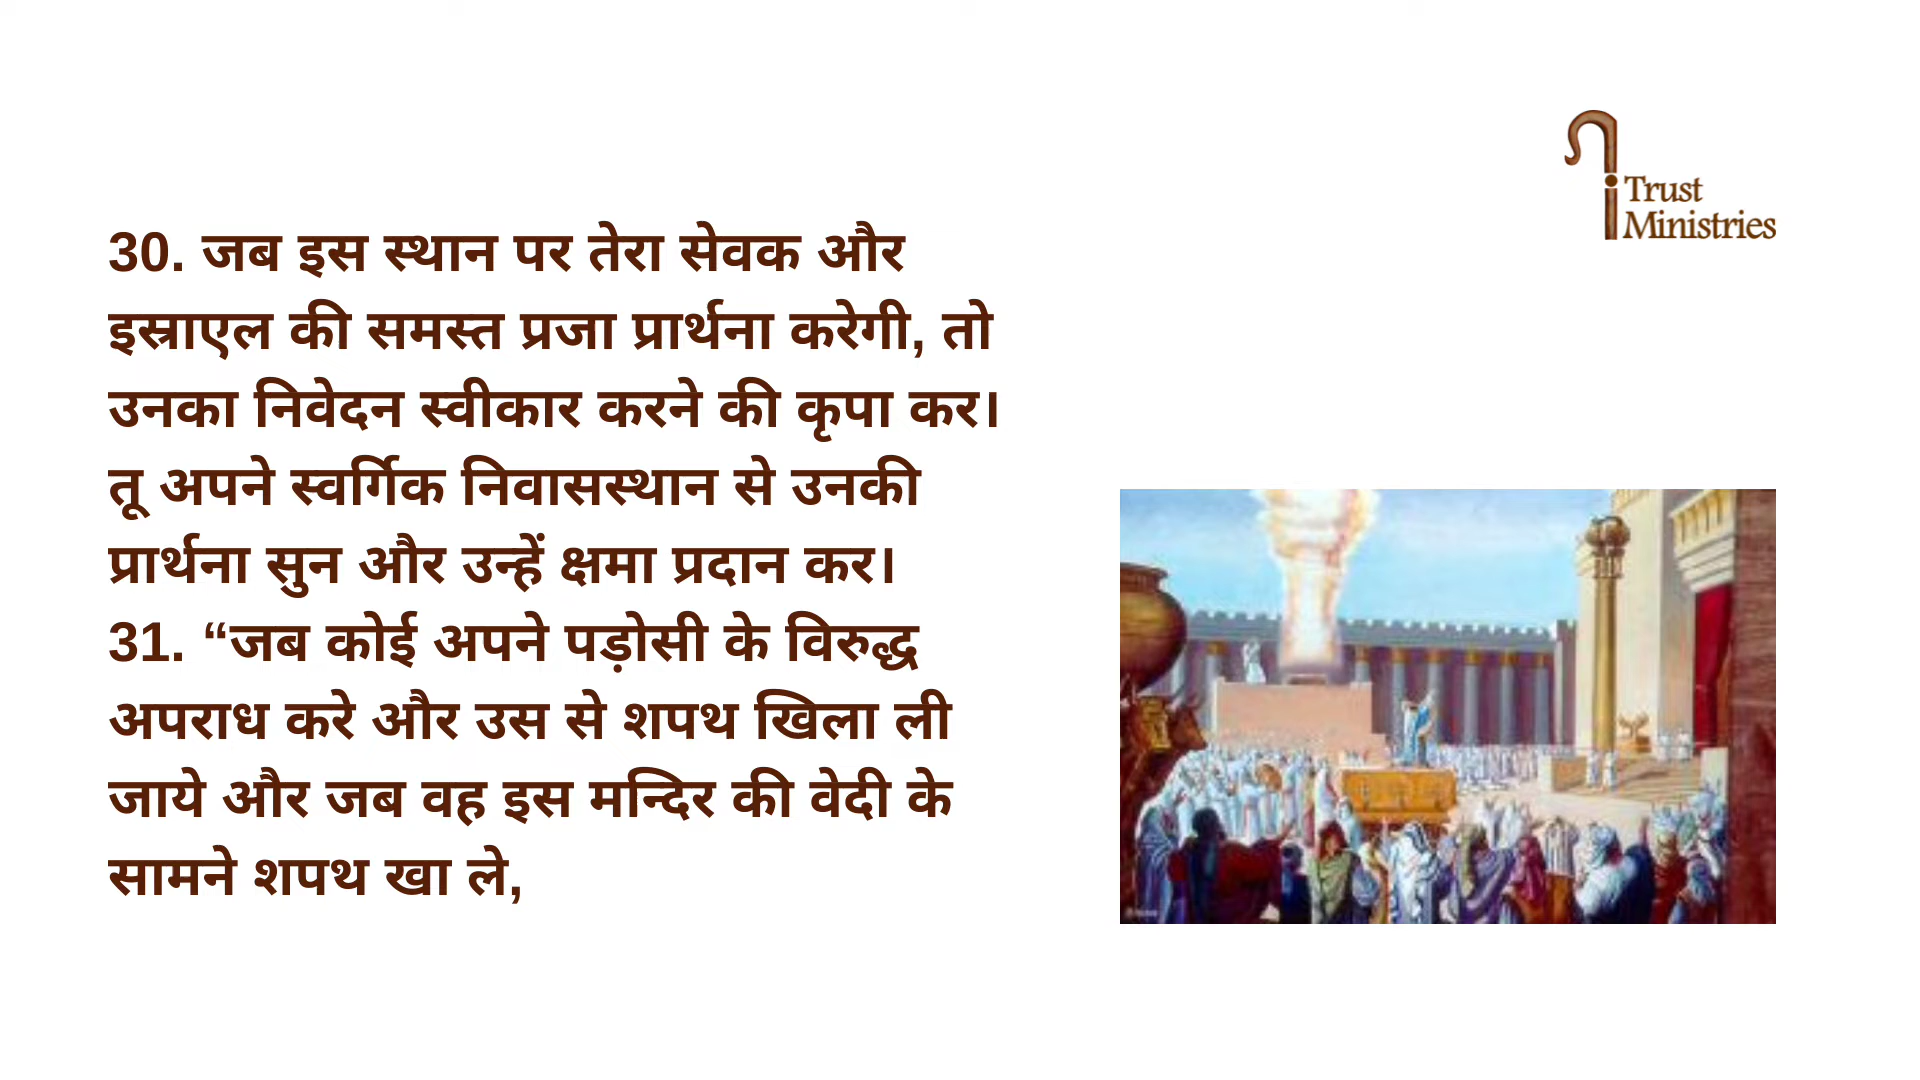 30. जब इस स्थान पर तेरा सेवक और
इस्राएल की समस्त प्रजा प्रार्थना करेगी, तो
उनका निवेदन स्वीकार करने की कृपा कर।
तू अपने स्वर्गिक निवासस्थान से उनकी
प्रार्थना सुन और उन्हें क्षमा प्रदान कर।
31. “जब कोई अपने पड़ोसी के विरुद्ध
अपराध करे और उस से शपथ खिला ली
जाये और जब वह इस मन्दिर की वेदी के
सामने शपथ खा ले,
i Trust
Ministries